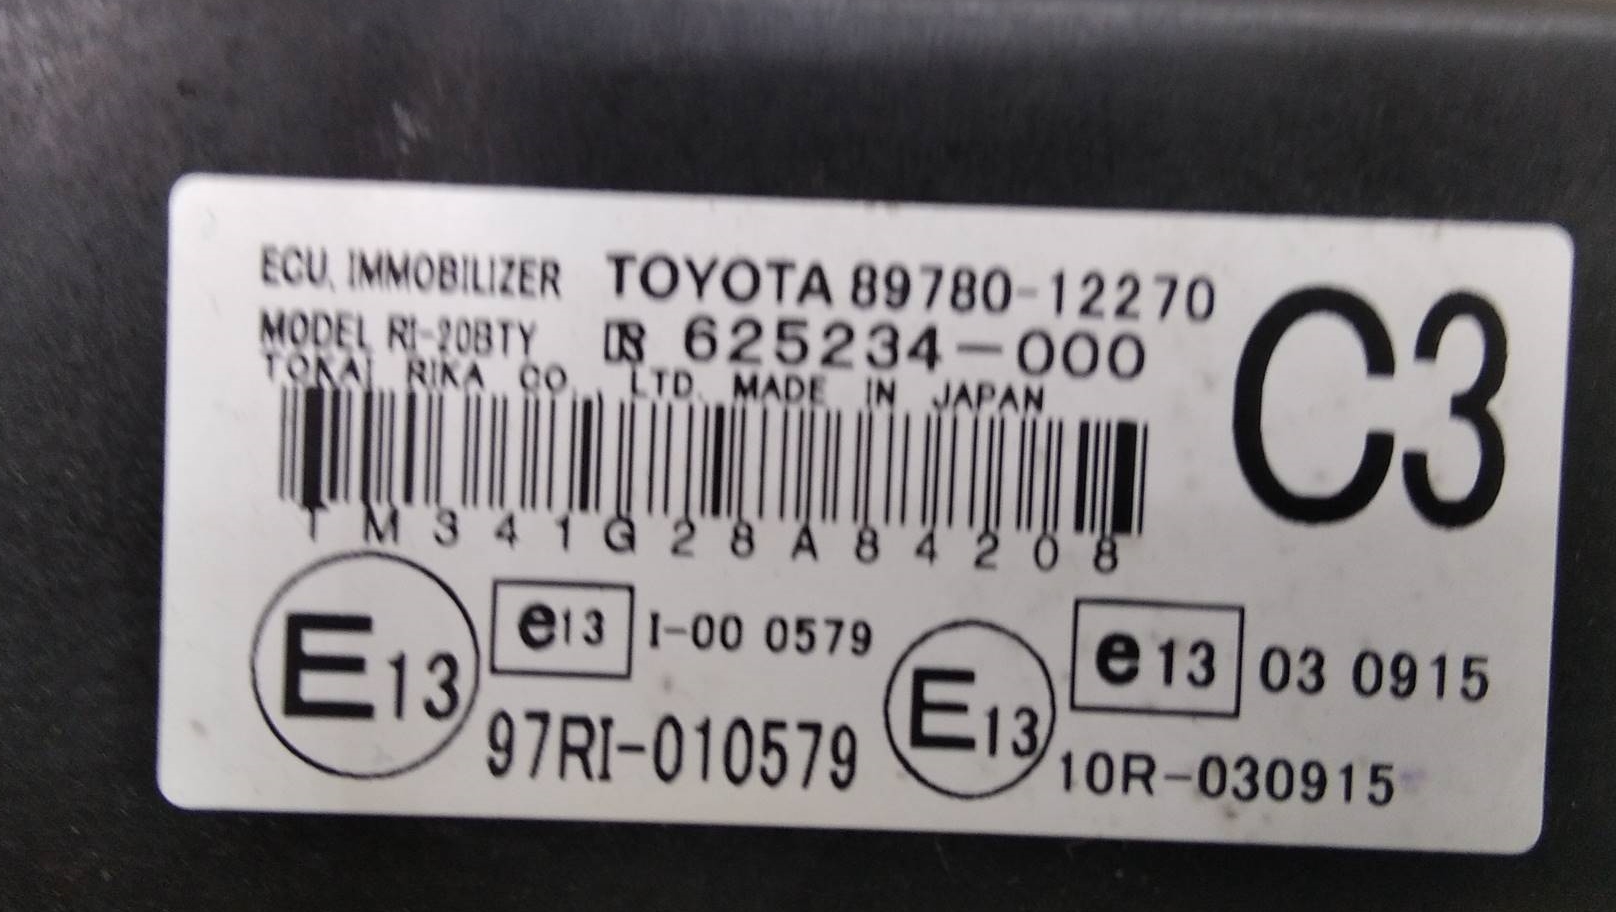 ECU, IMMOBILIZER TOYOTA 89780-12270
MODEL RI-20BTY 625234-000
C3
TOKAI RIKA CO., LTD. MADE IN JAPAN
TM341G28A84208
E13 e13 I-00 0579
97RI-010579
E13 e13 03 0915
10R-030915